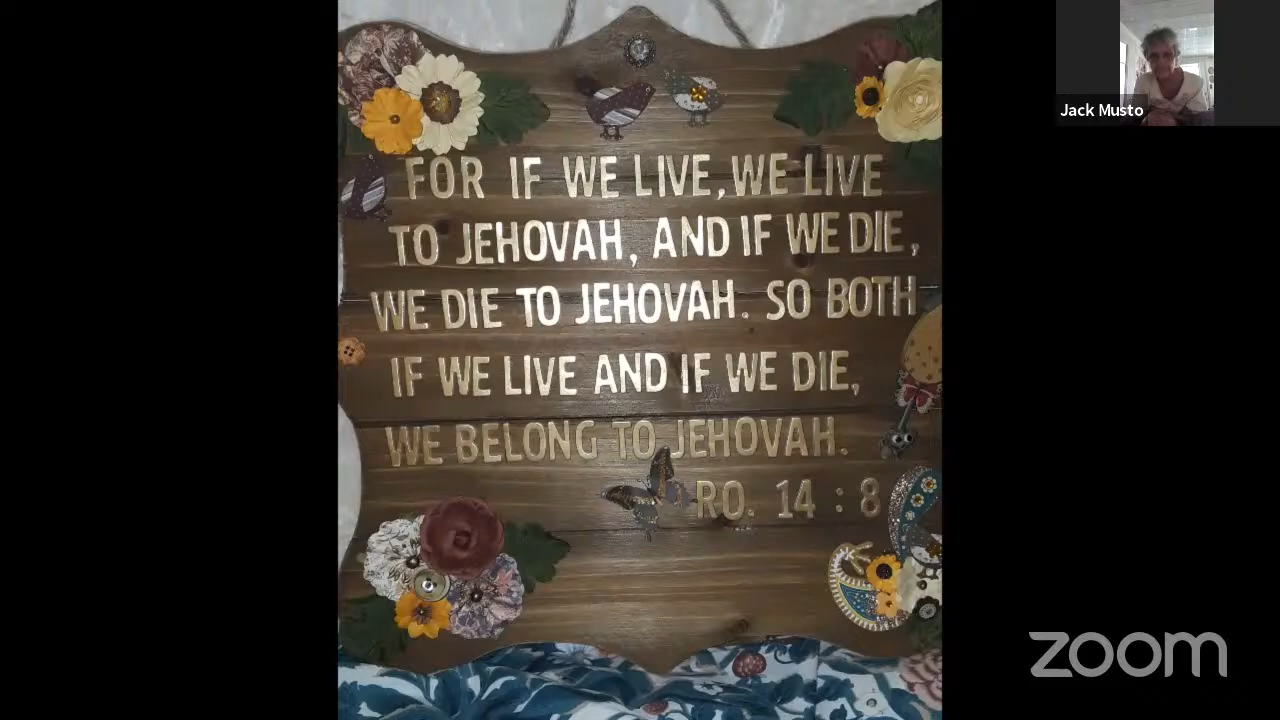 FOR IF WE LIVE, WE LIVE
TO JEHOVAH, AND IF WE DIE,
WE DIE TO JEHOVAH. SO BOTH
IF WE LIVE AND IF WE DIE,
WE BELONG TO JEHOVAH.
RO. 14 : 8
Jack Musto
zoom